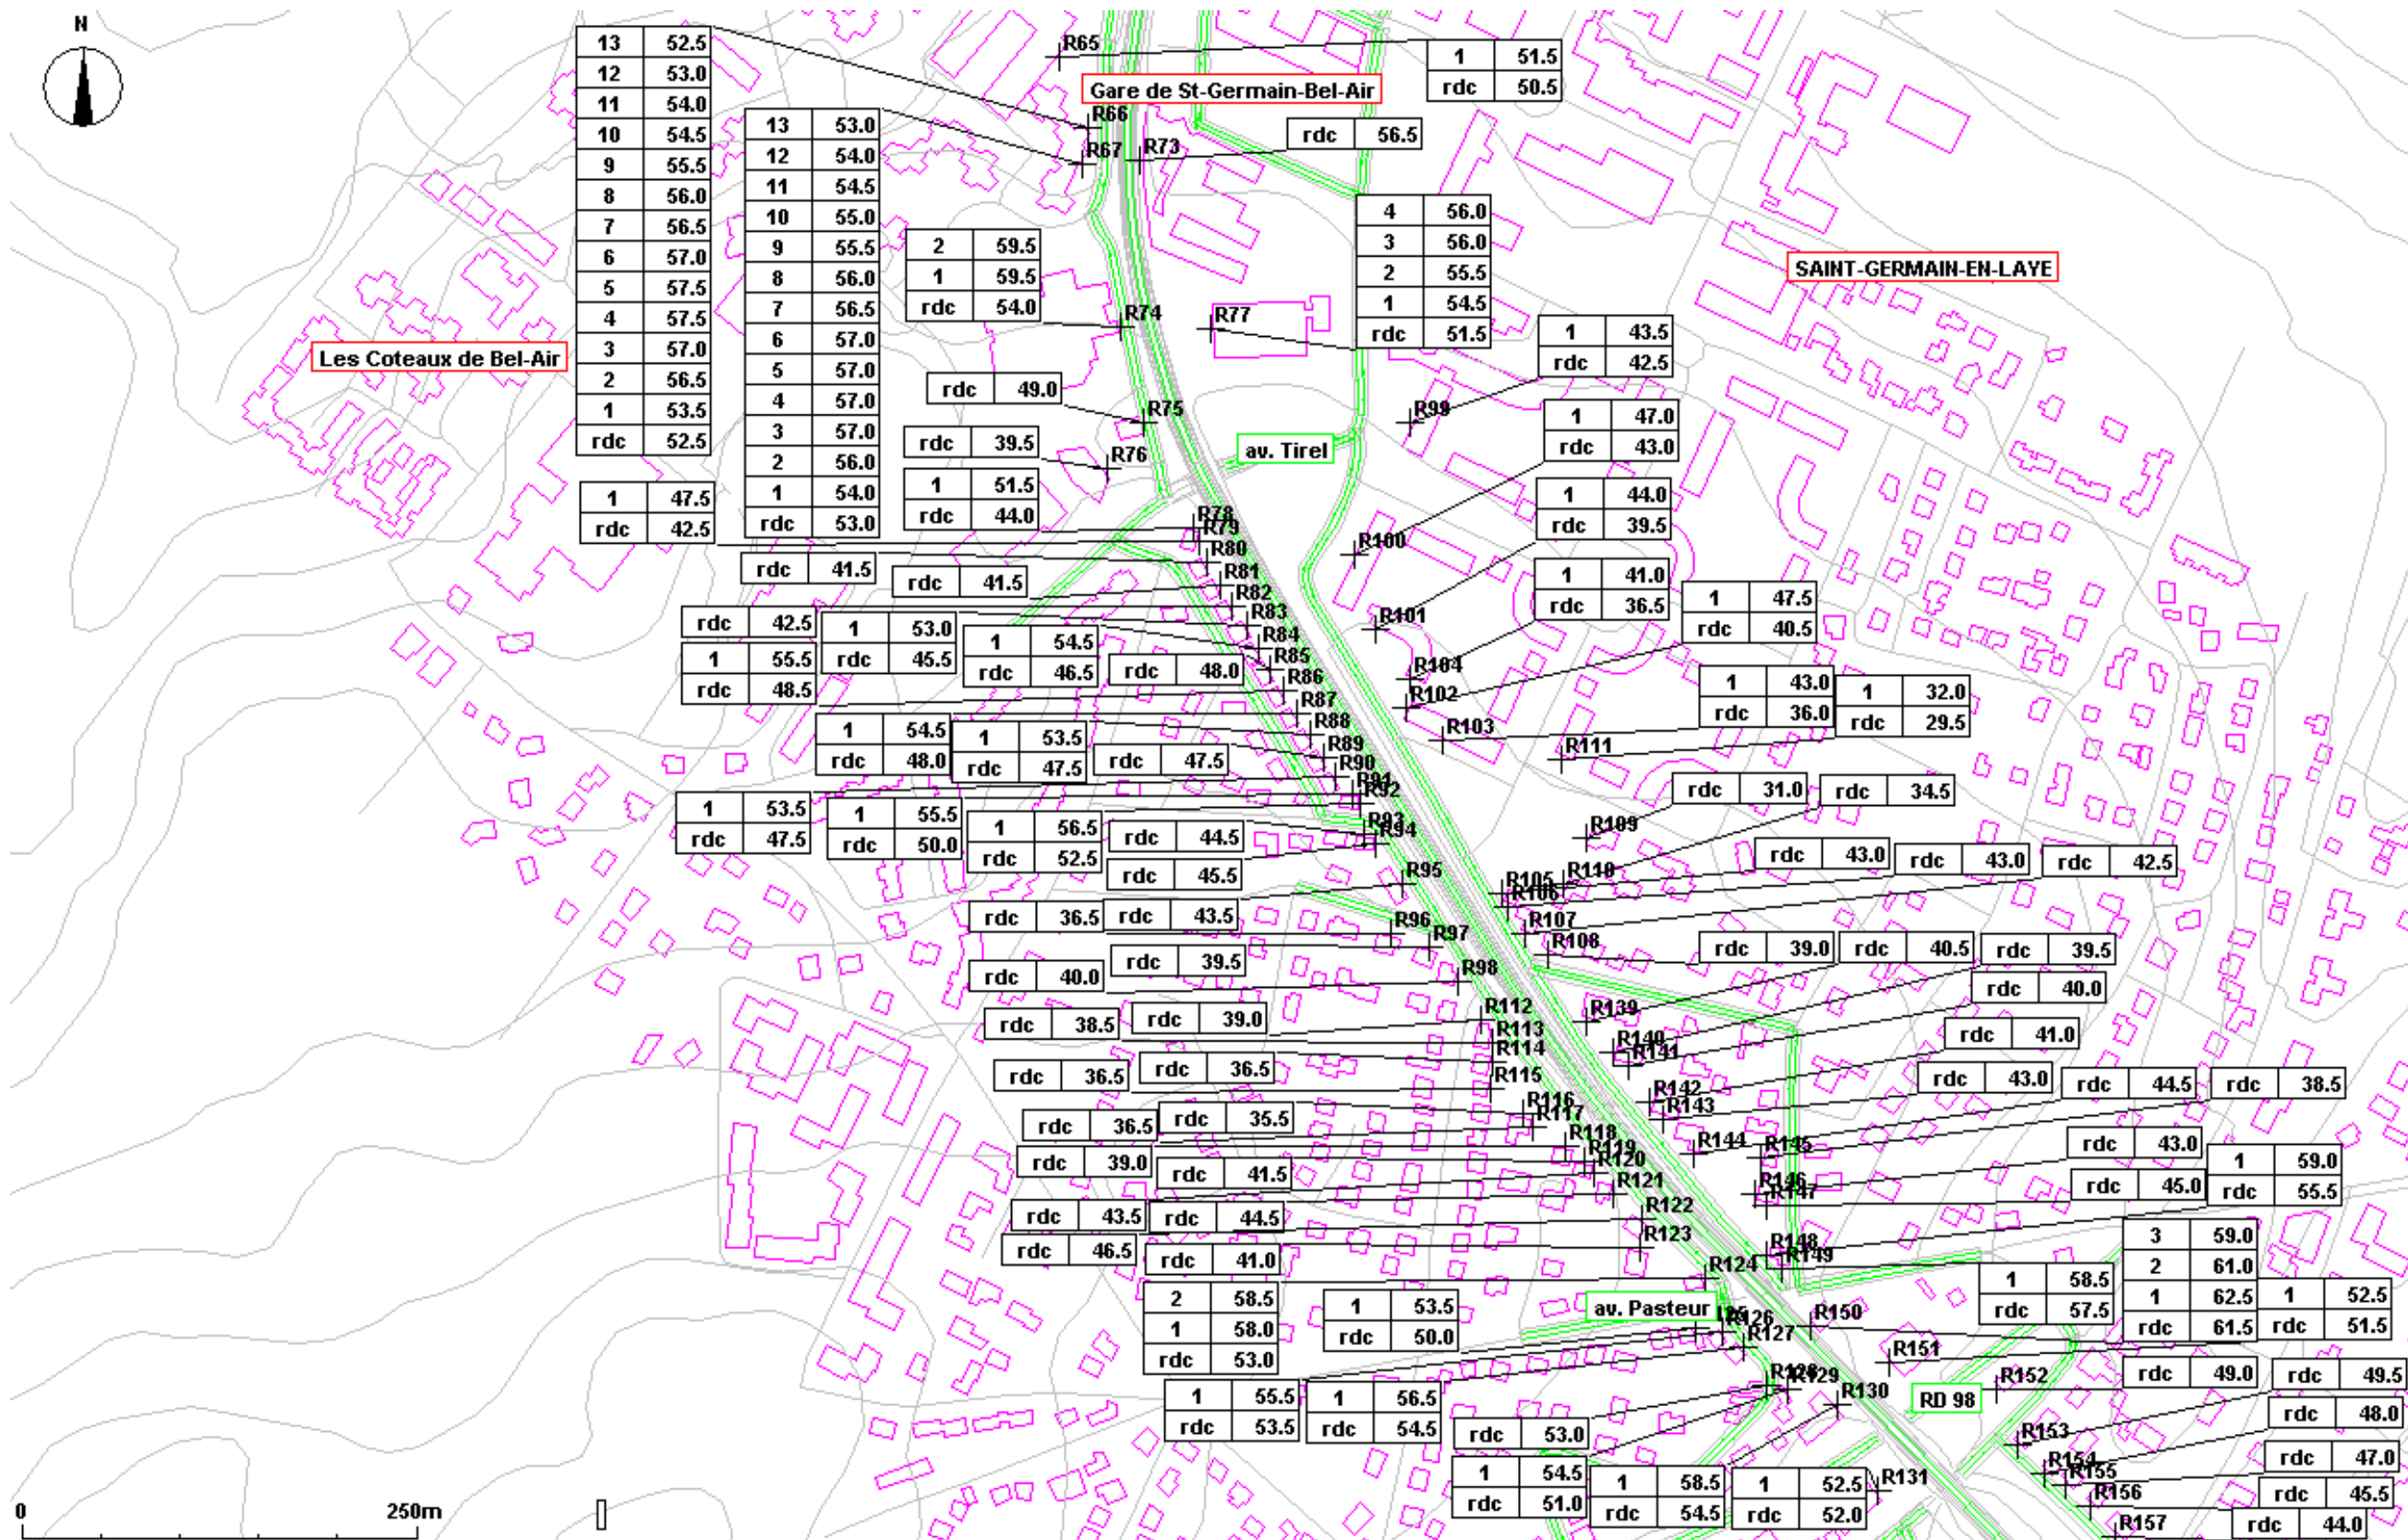 N
13 52.5
12 53.0
11 54.0
10 54.5
9 55.5
8 56.0
7 56.5
6 57.0
5 57.5
4 57.5
3 57.0
2 56.5
1 53.5
rdc 52.5
13 53.0
12 54.0
11 54.5
10 55.0
9 55.5
8 56.0
7 56.5
6 57.0
5 57.0
4 57.0
3 57.0
2 56.0
1 54.0
rdc 53.0
R65
1 51.5
rdc 50.5
Gare de St-Germain-Bel-Air
R66
R67
R73
rdc 56.5
2 59.5
1 59.5
rdc 54.0
4 56.0
3 56.0
2 55.5
1 54.5
rdc 51.5
SAINT-GERMAIN-EN-LAYE
Les Coteaux de Bel-Air
R74
R77
1 43.5
rdc 42.5
rdc 49.0
R75
R99
1 47.0
rdc 43.0
rdc 39.5
R76
av. Tirel
1 47.5
rdc 42.5
1 51.5
rdc 44.0
1 44.0
rdc 39.5
R78
R79
R80
R81
R82
R83
R84
R85
R86
R87
R88
R89
R90
R91
R92
R93
R94
R95
R96
R97
R98
R100
R101
R104
R102
R103
R111
R109
R110
R105
R106
R107
R108
rdc 41.5
rdc 41.5
1 41.0
rdc 36.5
1 47.5
rdc 40.5
rdc 42.5
1 53.0
rdc 45.5
1 54.5
rdc 46.5
rdc 48.0
1 55.5
rdc 48.5
1 43.0
rdc 36.0
1 32.0
rdc 29.5
1 54.5
rdc 48.0
1 53.5
rdc 47.5
rdc 47.5
rdc 31.0
rdc 34.5
1 53.5
rdc 47.5
1 55.5
rdc 50.0
1 56.5
rdc 52.5
rdc 44.5
rdc 45.5
rdc 43.0
rdc 43.0
rdc 42.5
rdc 36.5
rdc 43.5
rdc 39.5
rdc 40.0
rdc 39.0
rdc 40.5
rdc 39.5
rdc 40.0
rdc 38.5
rdc 39.0
R112
R113
R114
R115
R116
R117
R118
R119
R120
R121
R122
R123
R124
R139
R140
R141
R142
R143
R144
R145
R146
R147
R148
R149
rdc 41.0
rdc 36.5
rdc 36.5
rdc 43.0
rdc 44.5
rdc 38.5
rdc 36.5
rdc 35.5
rdc 39.0
rdc 41.5
rdc 43.0
rdc 45.0
1 59.0
rdc 55.5
rdc 43.5
rdc 44.5
rdc 46.5
rdc 41.0
3 59.0
2 61.0
1 62.5
rdc 61.5
2 58.5
1 58.0
rdc 53.0
1 53.5
rdc 50.0
av. Pasteur
R126
R127
1 58.5
rdc 57.5
1 52.5
rdc 51.5
R150
R151
R152
R128
R129
R130
RD 98
rdc 49.0
rdc 49.5
rdc 48.0
1 55.5
rdc 53.5
1 56.5
rdc 54.5
rdc 53.0
R153
R154
R155
R156
R157
rdc 47.0
rdc 45.5
rdc 44.0
1 54.5
rdc 51.0
1 58.5
rdc 54.5
1 52.5
rdc 52.0
R131
0 250m